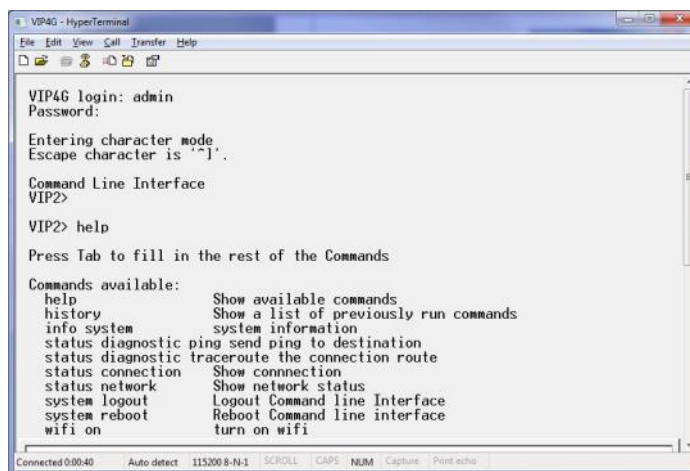 VIP4G - HyperTerminal
File Edit View Call Transfer Help
VIP4G login: admin
Password:
Entering character mode
Escape character is '^]'.
Command Line Interface
VIP2>
VIP2> help
Press Tab to fill in the rest of the Commands
Commands available:
help Show available commands
history Show a list of previously run commands
info system system information
status diagnostic ping send ping to destination
status diagnostic traceroute the connection route
status connection Show connnection
status network Show network status
system logout Logout Command line Interface
system reboot Reboot Command line interface
wifi on turn on wifi
Connected 0:00:40 Auto detect 115200 8-N-1 SCROLL CAPS NUM Capture Print echo